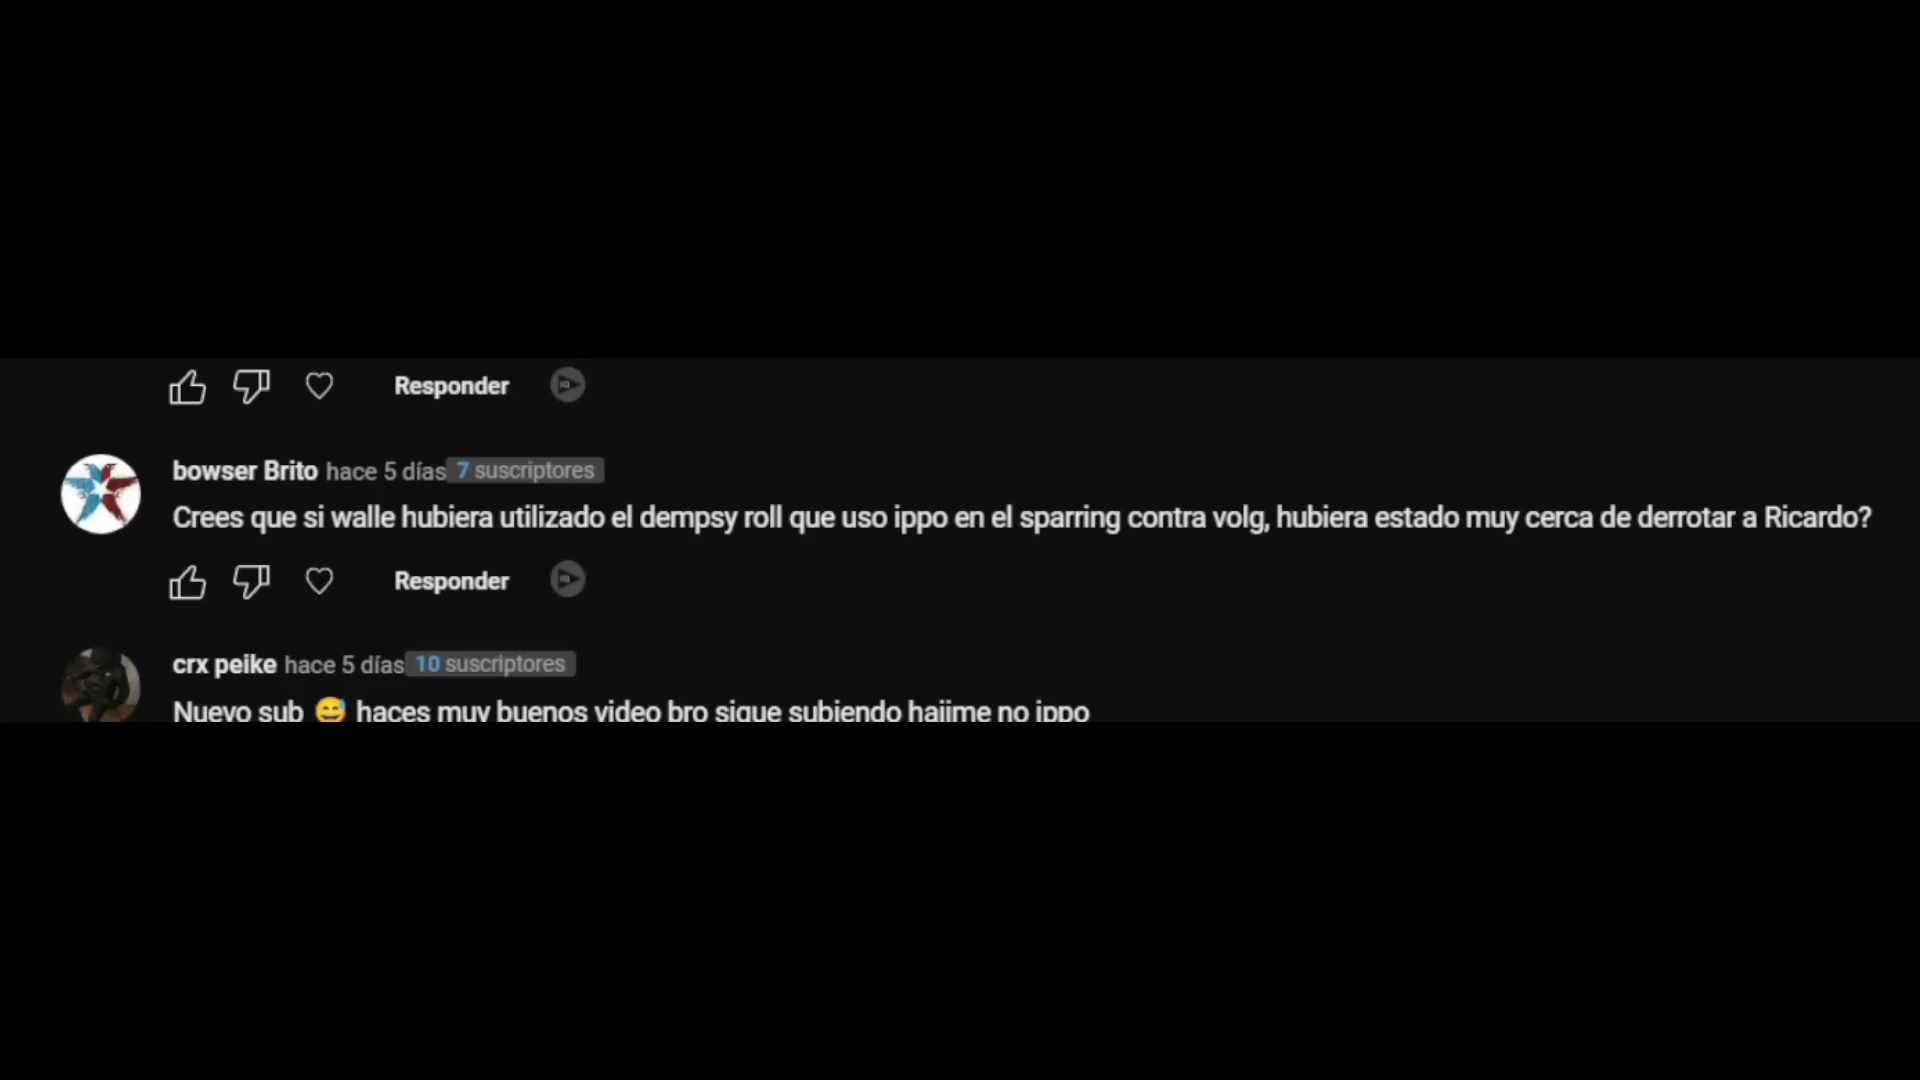 Responder
bowser Brito hace 5 días 7 suscriptores
Crees que si walle hubiera utilizado el dempsy roll que uso ippo en el sparring contra volg, hubiera estado muy cerca de derrotar a Ricardo?
Responder
crx peike hace 5 días 10 suscriptores
Nuevo sub 😅 haces muy buenos video bro sigue subiendo hajime no ippo